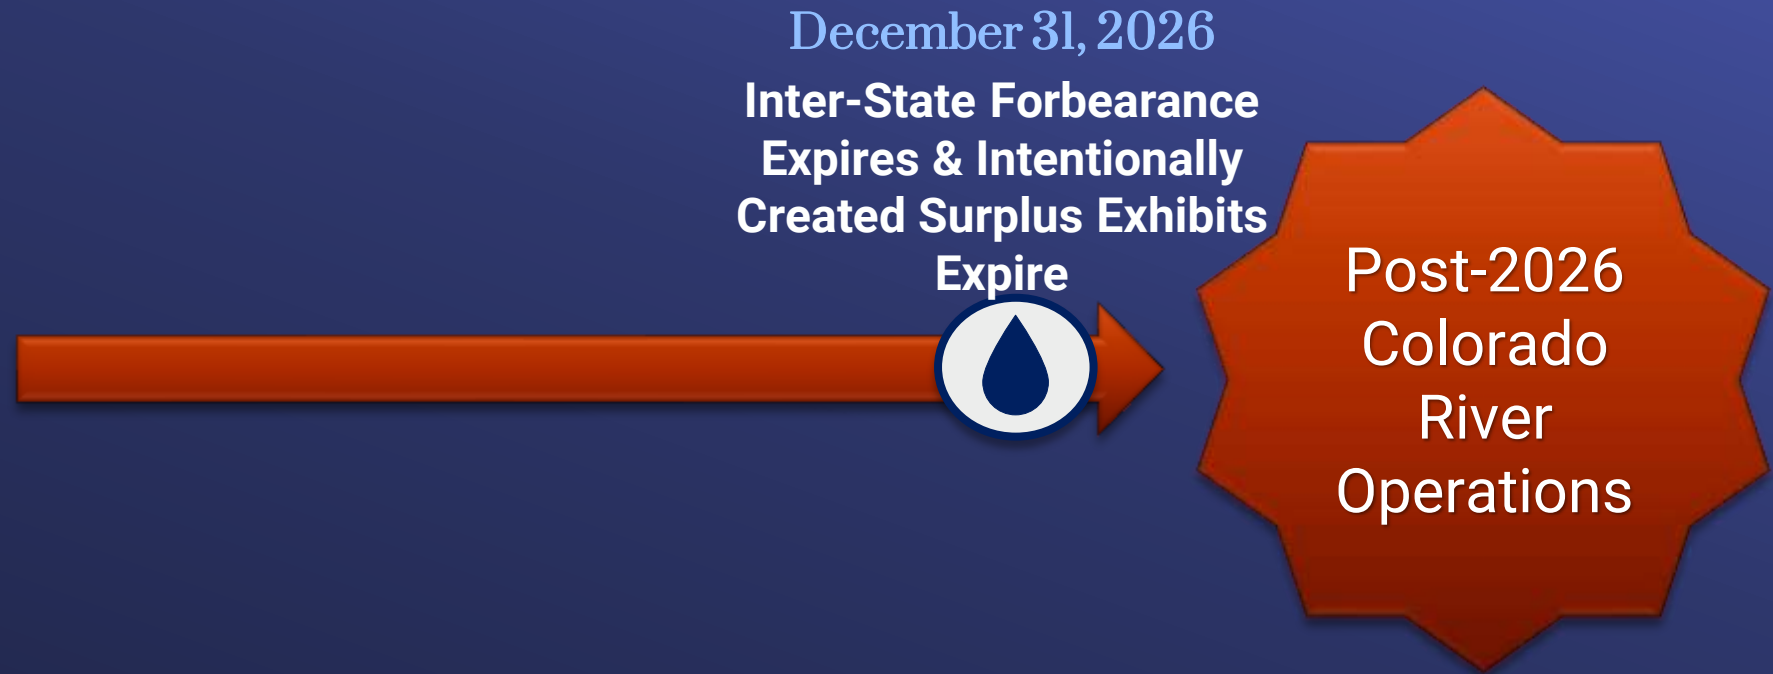 December 31, 2026
Inter-State Forbearance
Expires & Intentionally
Created Surplus Exhibits
Expire
Post-2026
Colorado
River
Operations